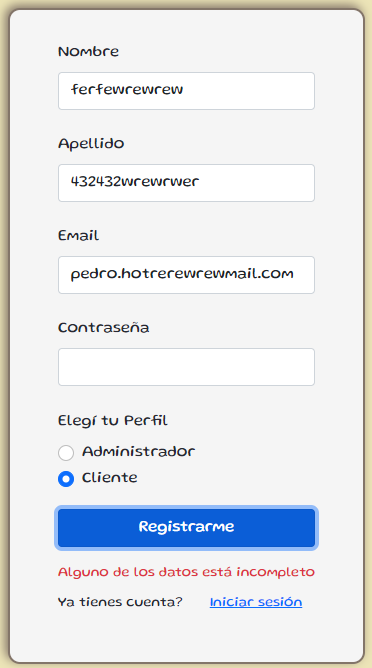 Nombre
ferfewrewrew
Apellido
432432wrewrwer
Email
pedro.hotrerewrewmail.com
Contraseña
Elegí tu Perfil
Administrador
Cliente
Registrarme
Alguno de los datos está incompleto
Ya tienes cuenta? Iniciar sesión